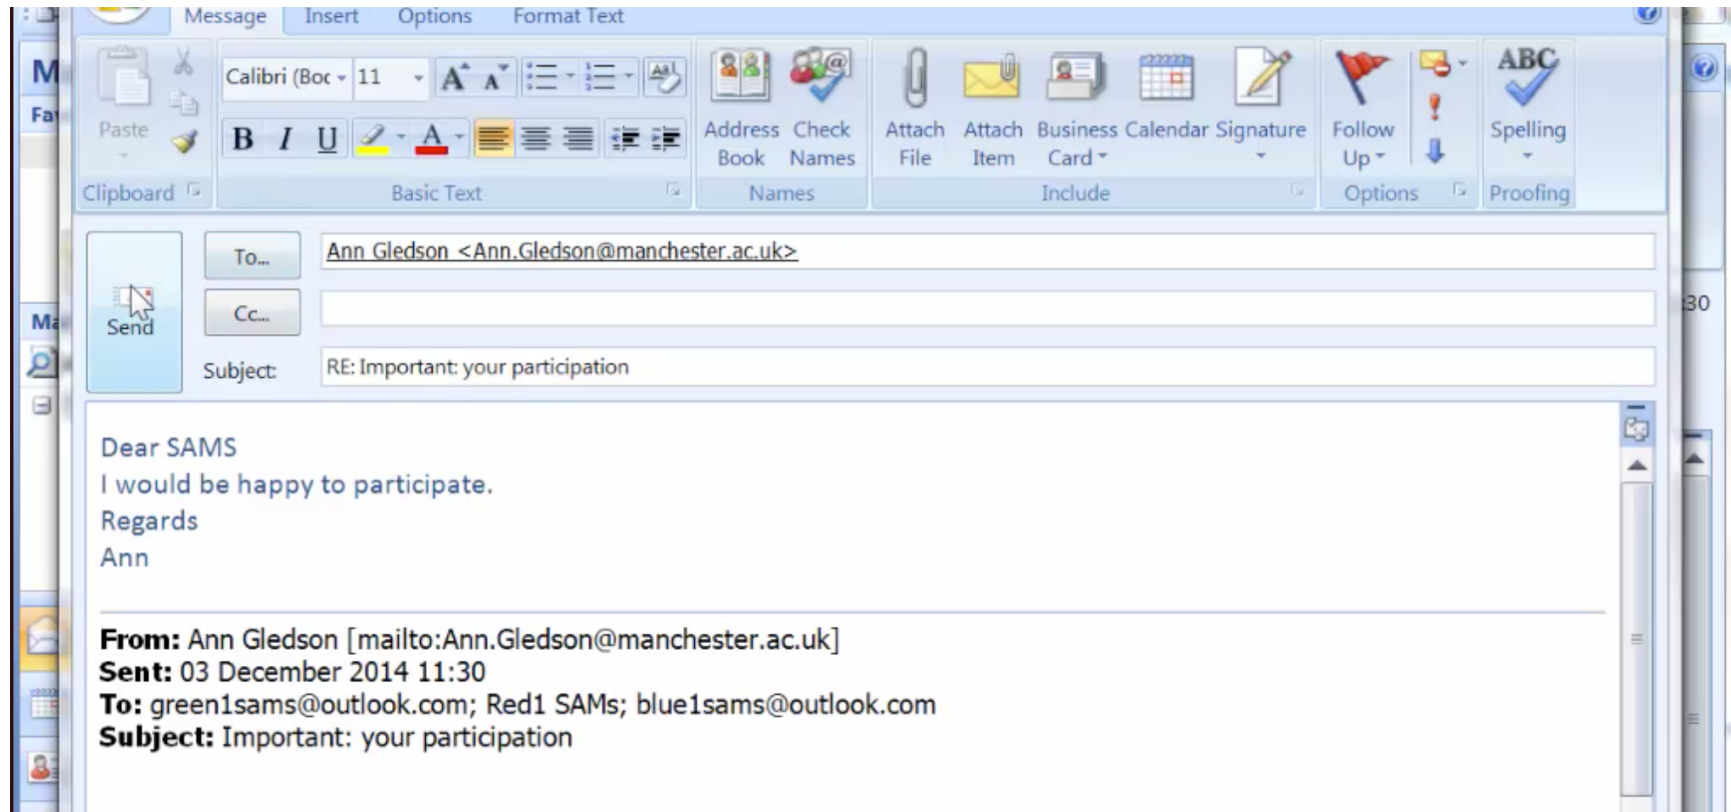 Message Insert Options Format Text
Calibri (Boc 11 A A Aa
Paste
B I U A
Address Book
Check Names
Attach File
Attach Item
Business Card
Calendar
Signature
Follow Up
ABC
Spelling
Clipboard Basic Text Names Include Options Proofing
Send
To... Ann Gledson <Ann.Gledson@manchester.ac.uk>
Cc...
Subject: RE: Important: your participation
:30
Dear SAMS
I would be happy to participate.
Regards
Ann
From: Ann Gledson [mailto:Ann.Gledson@manchester.ac.uk]
Sent: 03 December 2014 11:30
To: green1sams@outlook.com; Red1 SAMs; blue1sams@outlook.com
Subject: Important: your participation